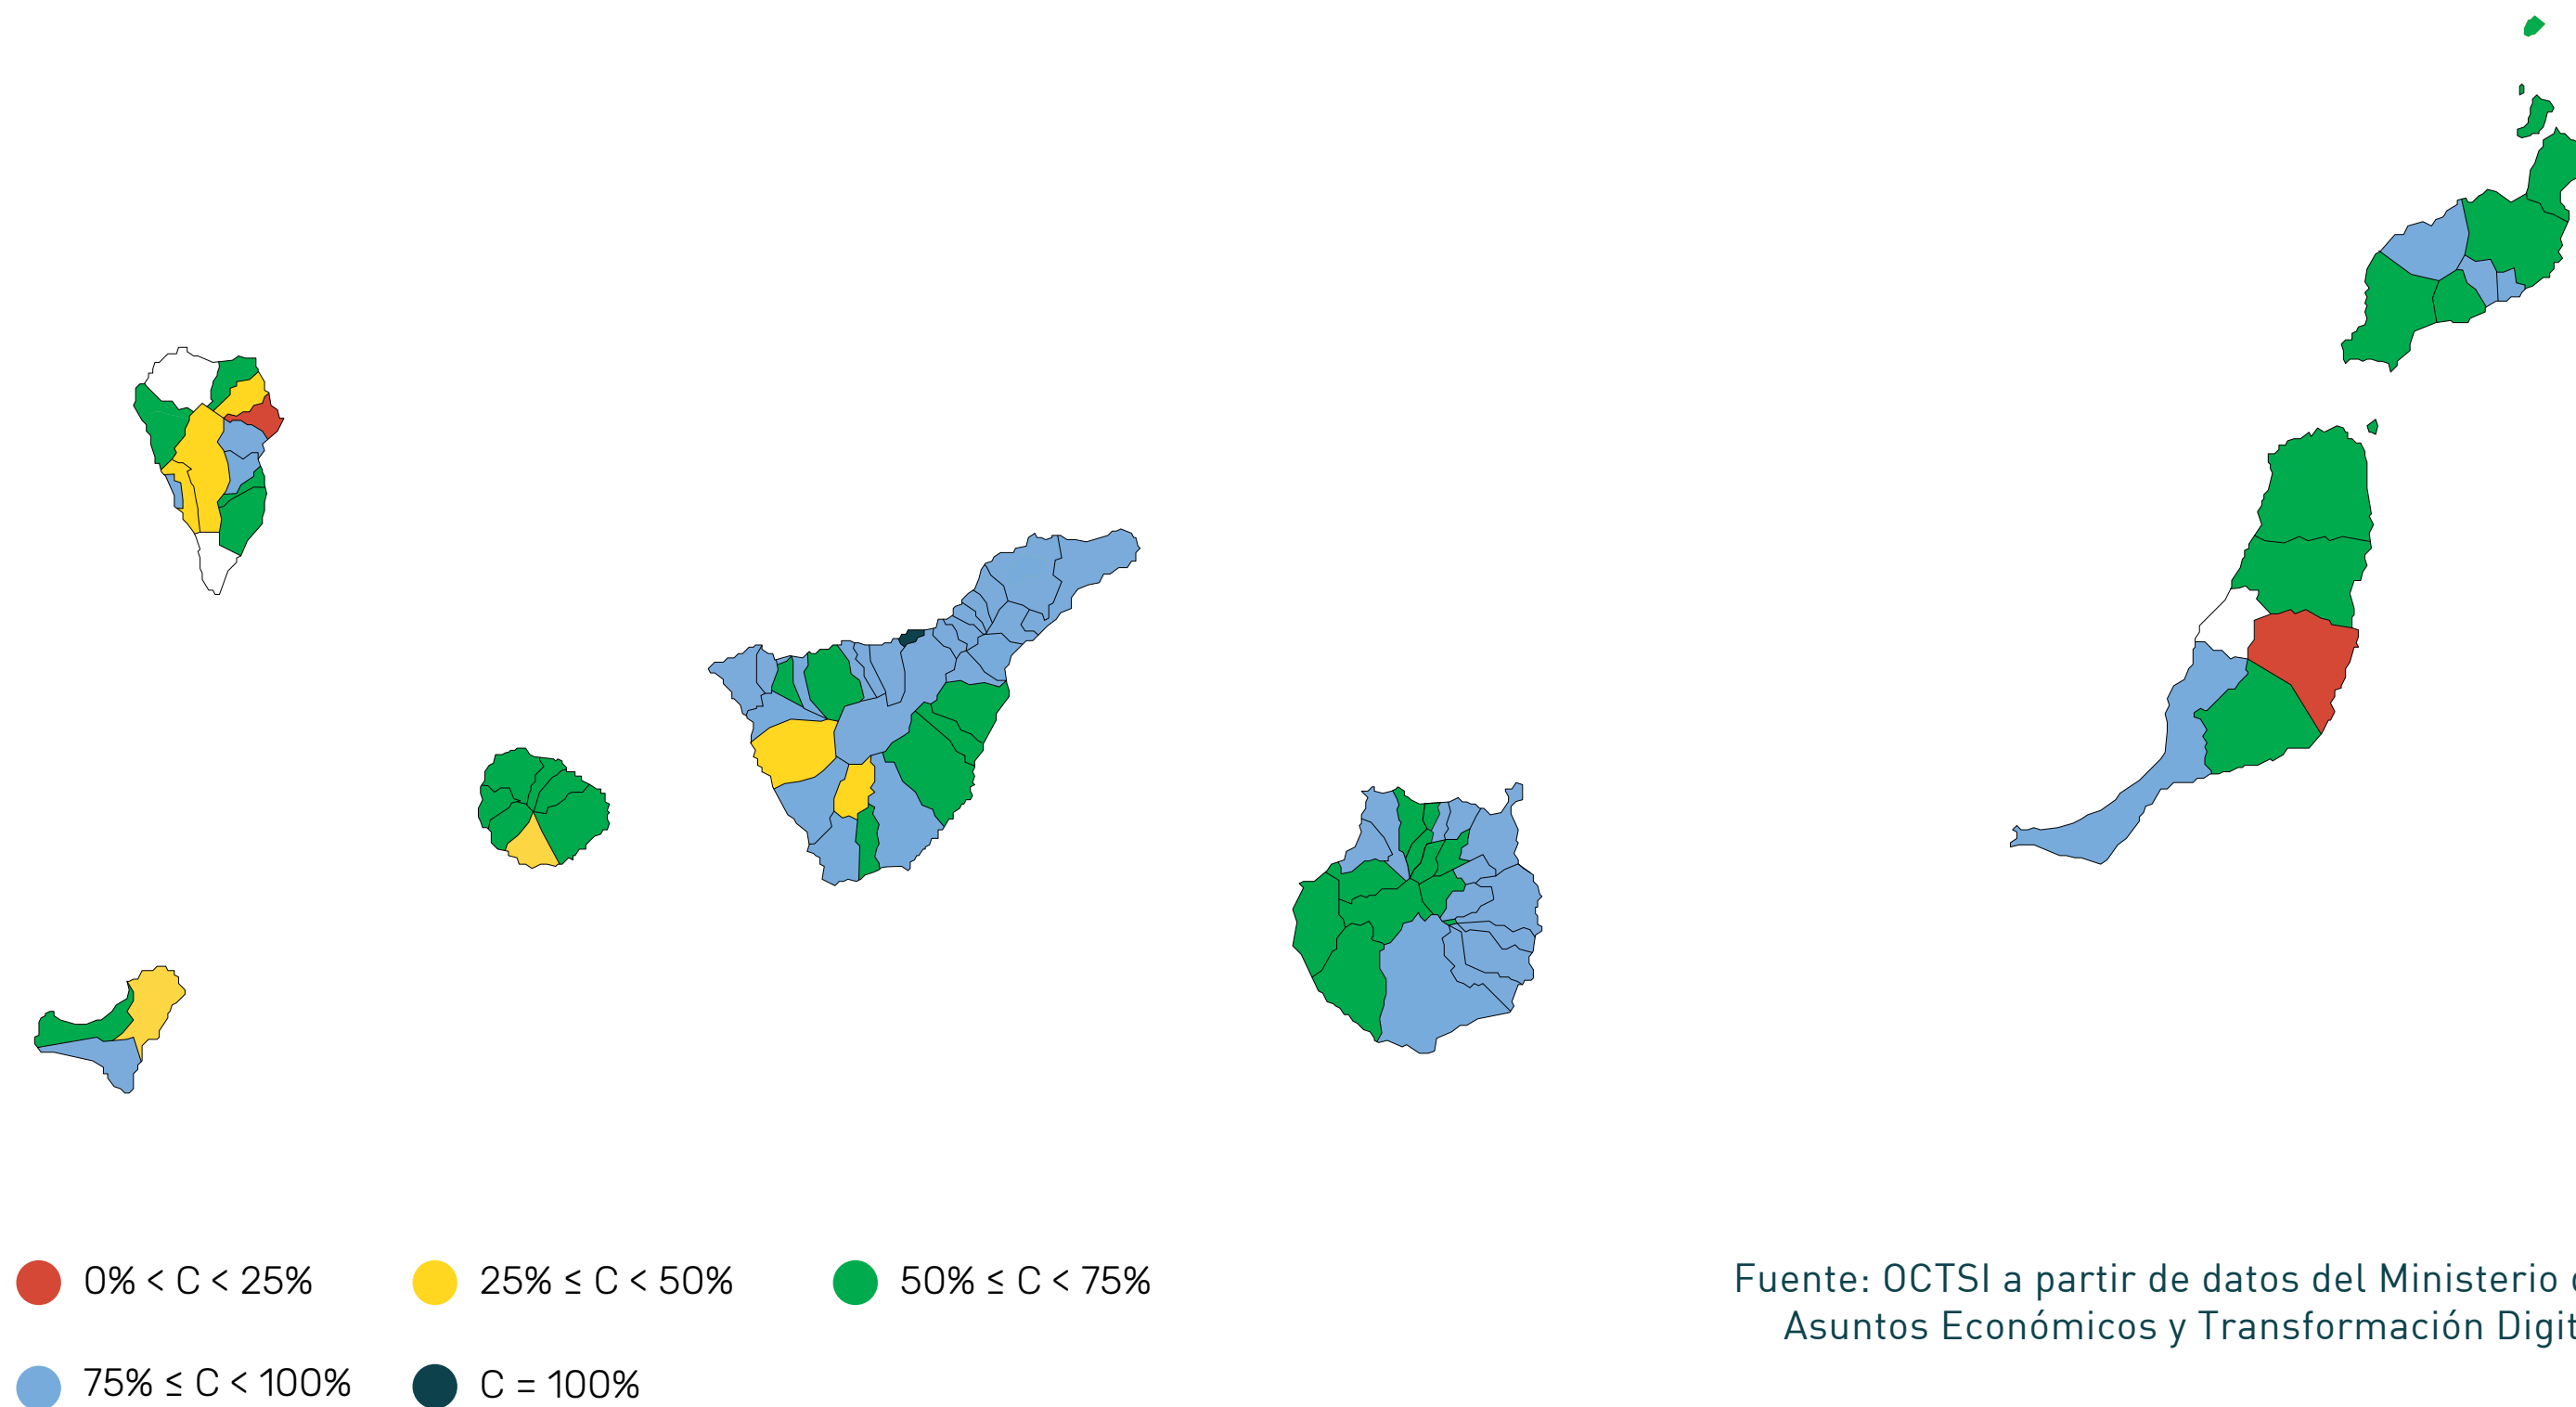 0% < C < 25%
25% ≤ C < 50%
50% ≤ C < 75%
Fuente: OCTSI a partir de datos del Ministerio
Asuntos Económicos y Transformación
75% ≤ C < 100%
C = 100%